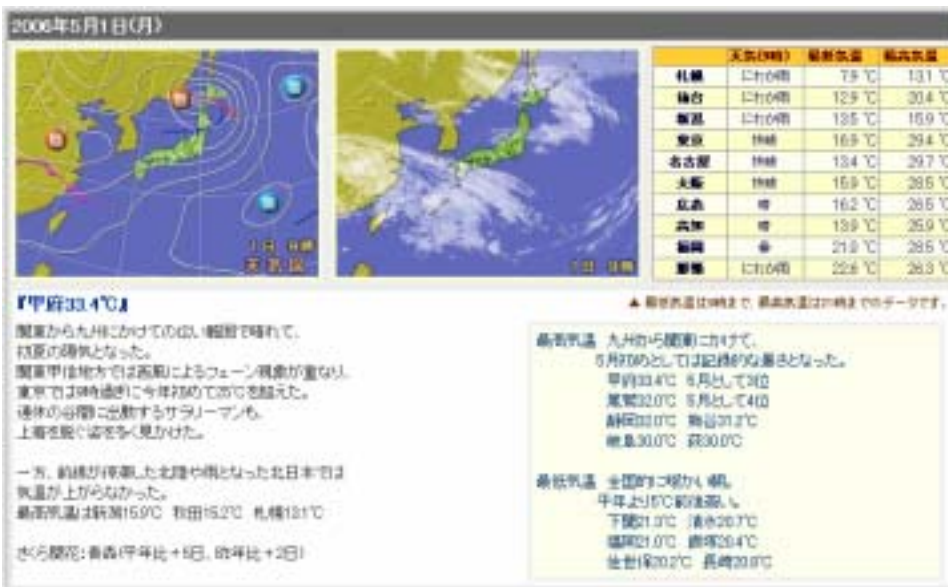 2006年5月1日(月)
天気(9時) 最低気温 最高気温
札幌 にわか雨 7.9 ℃ 13.1 ℃
仙台 にわか雨 12.9 ℃ 20.4 ℃
新潟 にわか雨 13.5 ℃ 15.9 ℃
東京 快晴 16.9 ℃ 29.4 ℃
名古屋 快晴 13.4 ℃ 29.7 ℃
大阪 快晴 15.9 ℃ 28.5 ℃
広島 晴 16.2 ℃ 26.5 ℃
高知 晴 13.9 ℃ 25.9 ℃
福岡 21.0 ℃ 28.5 ℃
那覇 にわか雨 22.6 ℃ 26.3 ℃
1日 9時
天気図
1日 9時
『甲府33.4℃』
▲ 最低気温は9時まで、最高気温は21時までのデータです。
関東から九州にかけての広い範囲で晴れて、
初夏の陽気となった。
関東甲信地方では西風によるフェーン現象が重なり、
東京では9時過ぎに今年初めて25℃を超えた。
連休の谷間に出勤するサラリーマンも、
上着を脱ぐ姿を多く見かけた。
一方、前線が停滞した北陸や雨となった北日本では
気温が上がらなかった。
最高気温は新潟15.9℃ 秋田15.2℃ 札幌13.1℃
さくら開花:青森(平年比+6日、昨年比+2日)
最高気温 九州から関東にかけて、
5月初めとしては記録的な暑さとなった。
甲府33.4℃ 5月として3位
尾鷲32.0℃ 5月として4位
静岡32.0℃ 熊谷31.2℃
岐阜30.0℃ 萩30.0℃
最低気温 全国的に暖かい朝。
平年より5℃前後高い。
下関21.3℃ 清水20.7℃
福岡21.0℃ 20.4℃
佐世保20.2℃ 長崎20.0℃